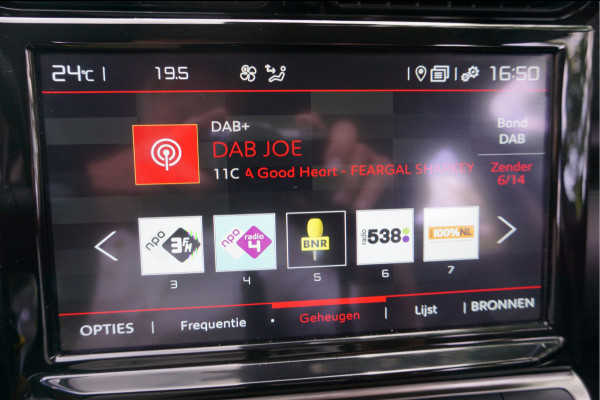 24°C | 19.5 | | 16:50
DAB+
Band
DAB
DAB JOE
11C A Good Heart - FEARGAL SHARKEY
Zender
6/14
npo 3FM
npo radio 4
BNR
radio 538
100%NL
3 4 5 6 7
OPTIES | Frequentie • Geheugen | Lijst | BRONNEN